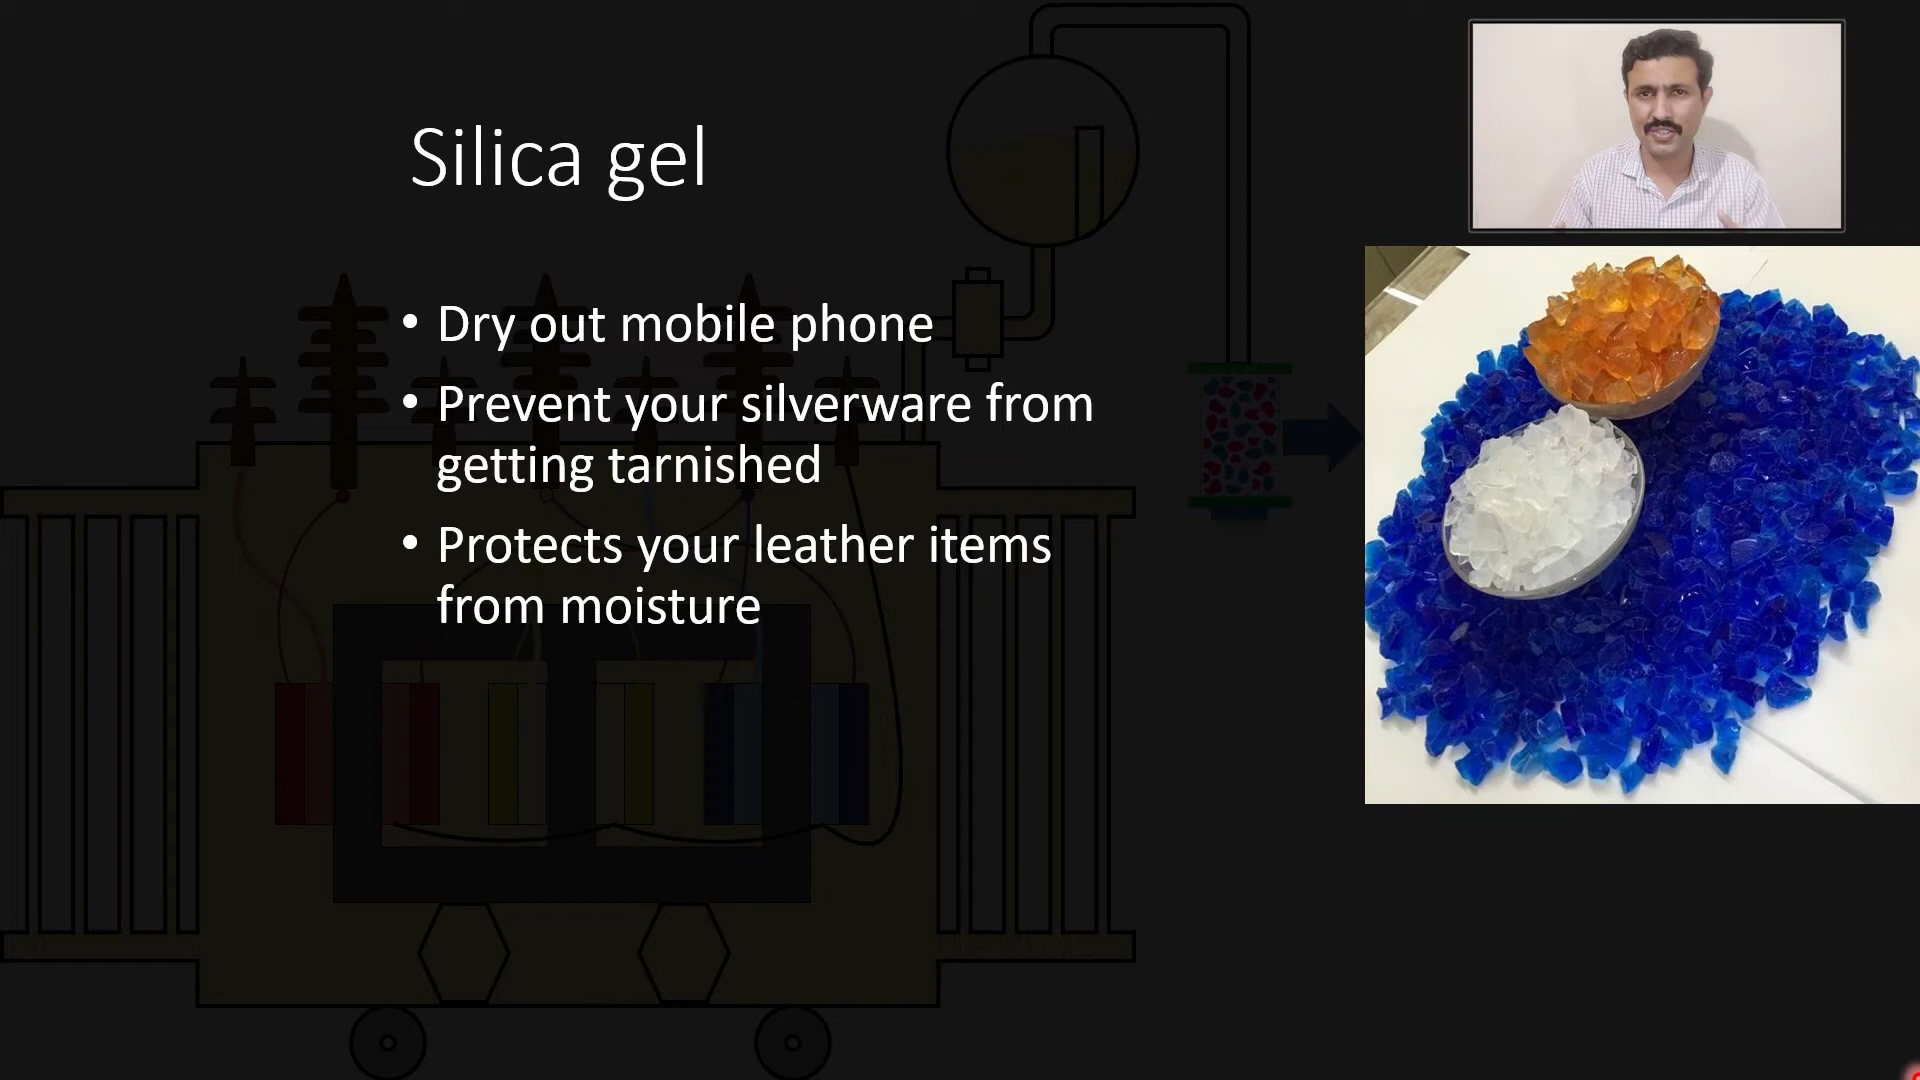 Silica gel
• Dry out mobile phone
• Prevent your silverware from
getting tarnished
• Protects your leather items
from moisture